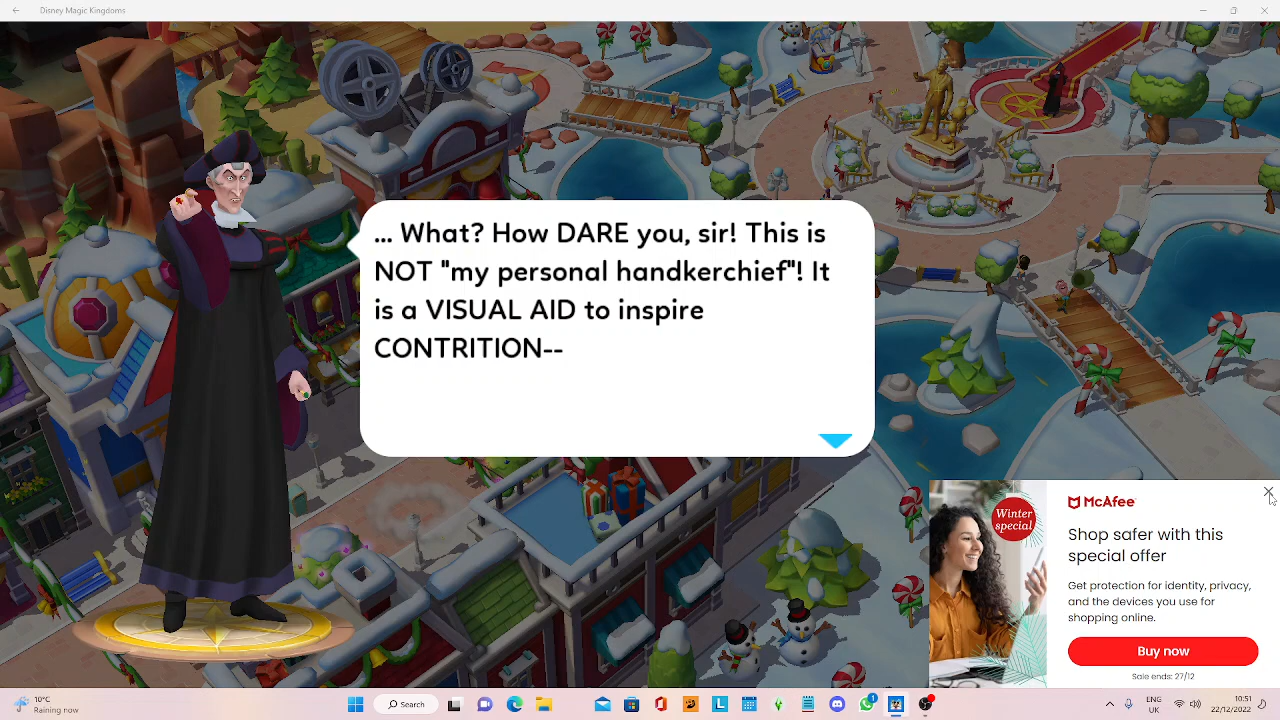 Disney Magic Kingdoms
... What? How DARE you, sir! This is
NOT "my personal handkerchief"! It
is a VISUAL AID to inspire
CONTRITION--
Winter
special
McAfee
Shop safer with this
special offer
Get protection for identity, privacy,
and the devices you use for
shopping online.
Buy now
Sale ends: 27/12
10°C
Raining now
Search
1
ENG
UK
10:51
22/12/2022